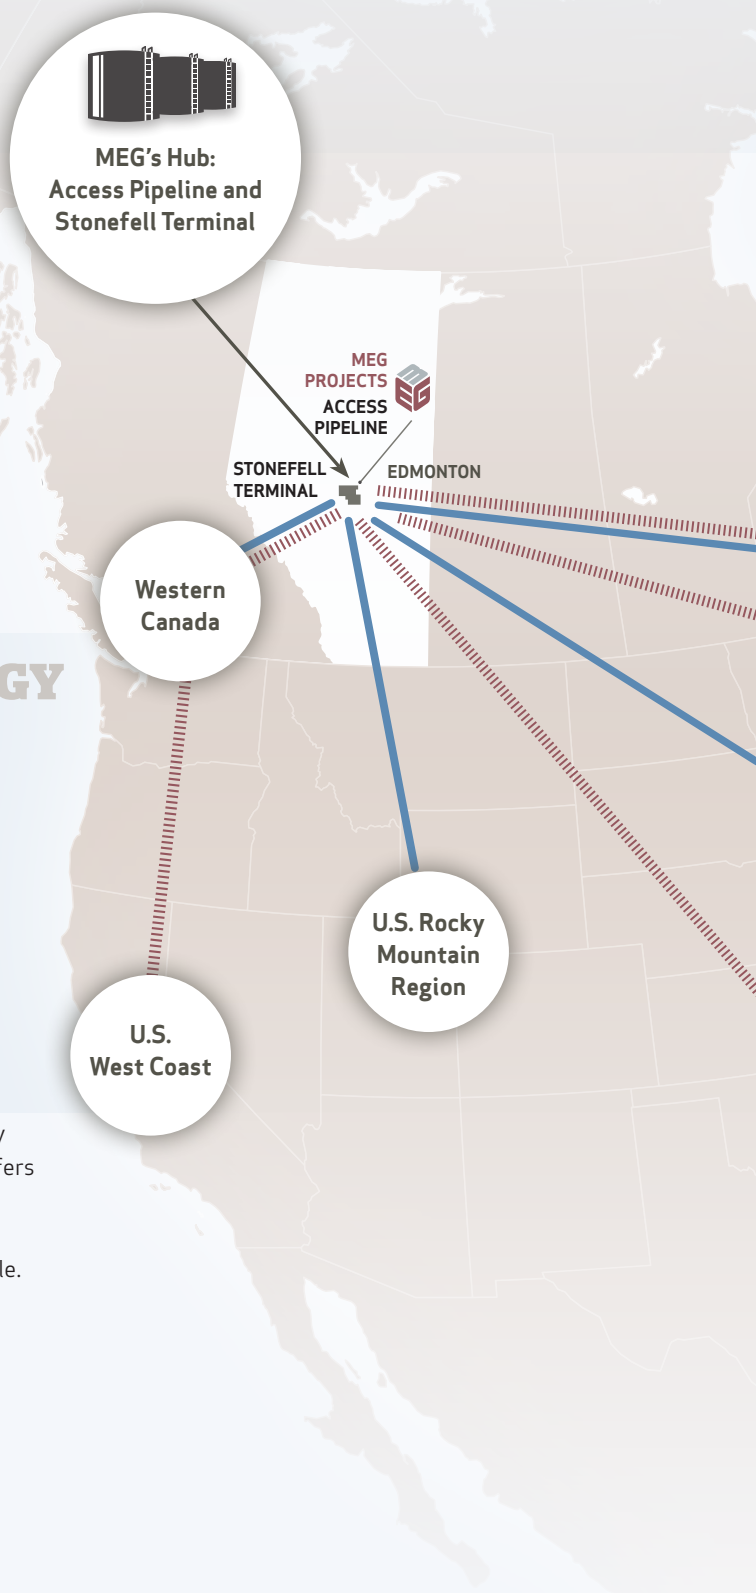 MEG's Hub:
Access Pipeline and
Stonefell Terminal
MEG
PROJECTS
ACCESS
PIPELINE
MEG
STONEFELL
TERMINAL
EDMONTON
Western
Canada
GY
U.S. Rocky
Mountain
Region
U.S.
West Coast
y
fers
le.